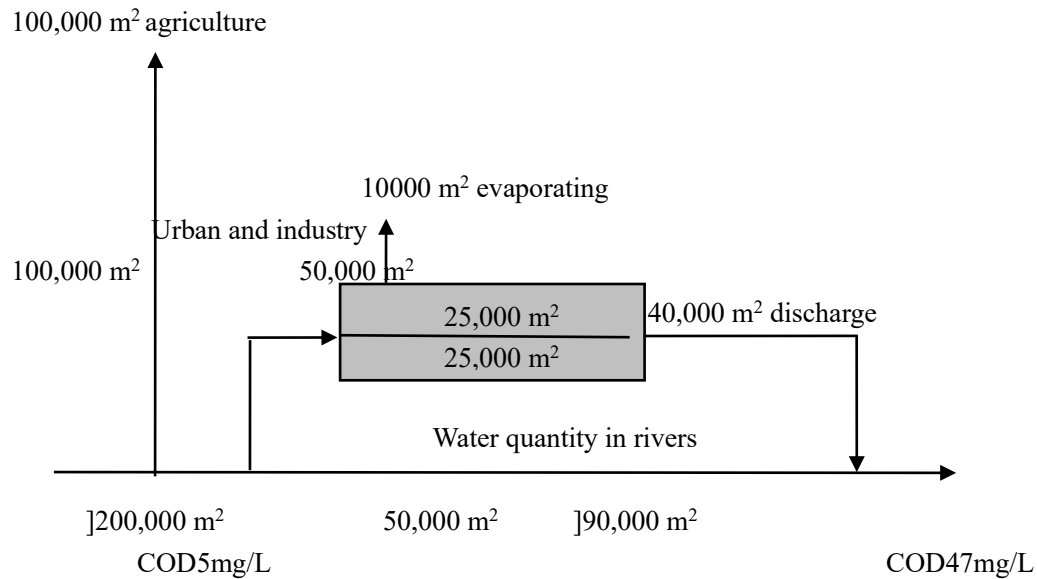 100,000 m² agriculture
10000 m² evaporating
Urban and industry
100,000 m²
50,000 m²
25,000 m²
40,000 m² discharge
25,000 m²
Water quantity in rivers
]200,000 m²
50,000 m²
]90,000 m²
COD5mg/L
COD47mg/L